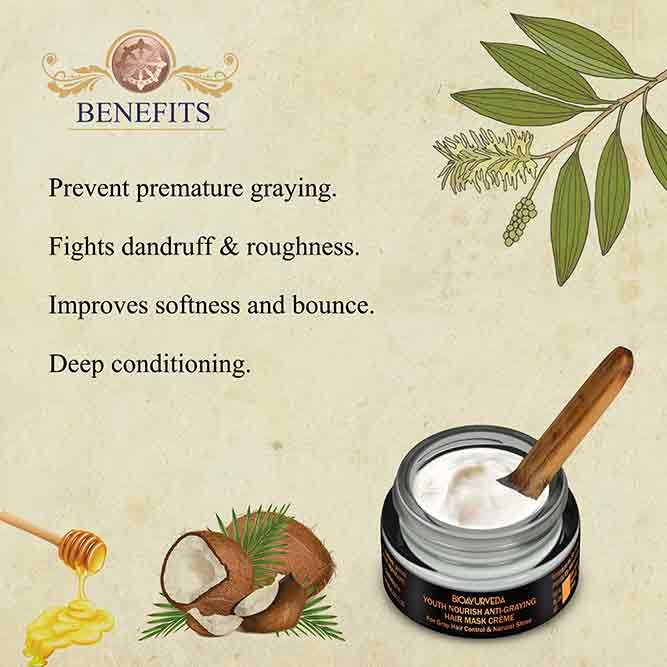 BENEFITS
Prevent premature graying.
Fights dandruff & roughness.
Improves softness and bounce.
Deep conditioning.
BIOAYURVEDA
YOUTH NOURISH ANTI-GRAYING
HAIR MASK CRÈME
For Gray Hair Control & Natural Shine